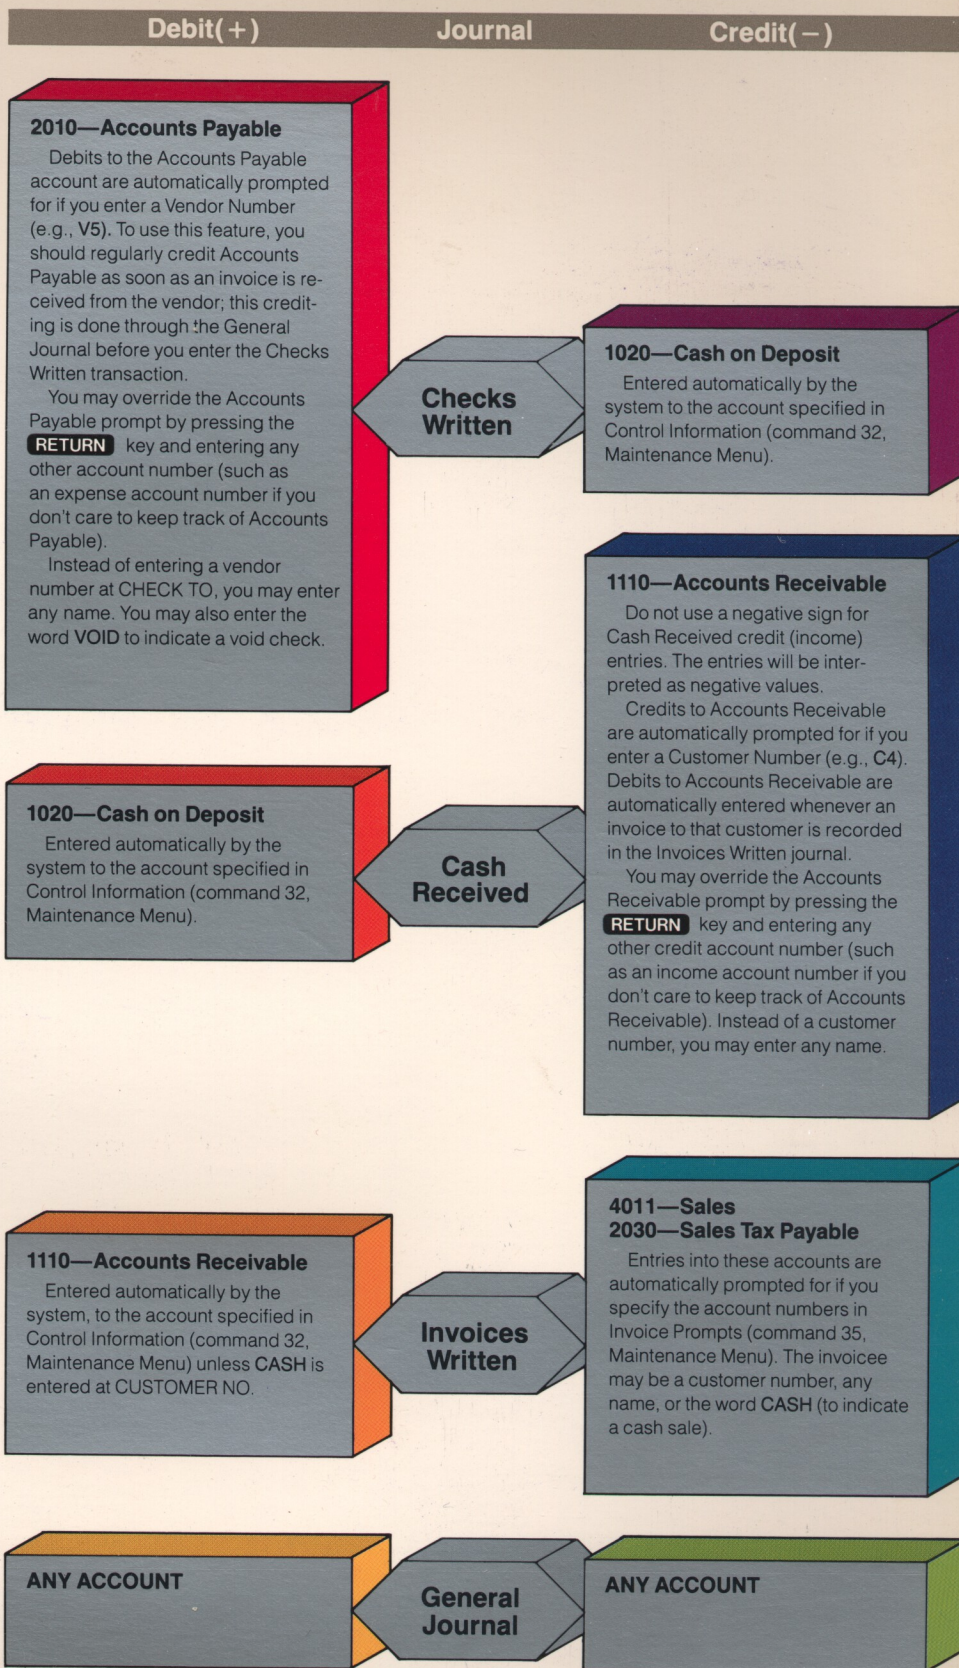 Debit(+) Journal Credit(−)
2010—Accounts Payable
Debits to the Accounts Payable
account are automatically prompted
for if you enter a Vendor Number
(e.g., V5). To use this feature, you
should regularly credit Accounts
Payable as soon as an invoice is re-
ceived from the vendor; this credit-
ing is done through the General
Journal before you enter the Checks
Written transaction.
You may override the Accounts
Payable prompt by pressing the
RETURN key and entering any
other account number (such as
an expense account number if you
don't care to keep track of Accounts
Payable).
Instead of entering a vendor
number at CHECK TO, you may enter
any name. You may also enter the
word VOID to indicate a void check.
Checks
Written
1020—Cash on Deposit
Entered automatically by the
system to the account specified in
Control Information (command 32,
Maintenance Menu).
1020—Cash on Deposit
Entered automatically by the
system to the account specified in
Control Information (command 32,
Maintenance Menu).
Cash
Received
1110—Accounts Receivable
Do not use a negative sign for
Cash Received credit (income)
entries. The entries will be inter-
preted as negative values.
Credits to Accounts Receivable
are automatically prompted for if you
enter a Customer Number (e.g., C4).
Debits to Accounts Receivable are
automatically entered whenever an
invoice to that customer is recorded
in the Invoices Written journal.
You may override the Accounts
Receivable prompt by pressing the
RETURN key and entering any
other credit account number (such
as an income account number if you
don't care to keep track of Accounts
Receivable). Instead of a customer
number, you may enter any name.
1110—Accounts Receivable
Entered automatically by the
system, to the account specified in
Control Information (command 32,
Maintenance Menu) unless CASH is
entered at CUSTOMER NO.
Invoices
Written
4011—Sales
2030—Sales Tax Payable
Entries into these accounts are
automatically prompted for if you
specify the account numbers in
Invoice Prompts (command 35,
Maintenance Menu). The invoicee
may be a customer number, any
name, or the word CASH (to indicate
a cash sale).
ANY ACCOUNT
General
Journal
ANY ACCOUNT